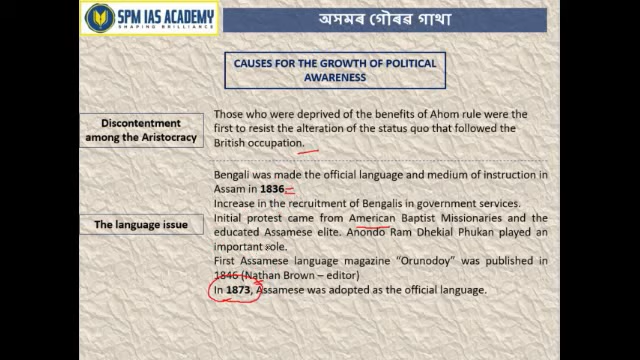 SPM IAS ACADEMY
SHAPING BRILLIANCE
অসমৰ গৌৰৱ গাথা
CAUSES FOR THE GROWTH OF POLITICAL
AWARENESS
Discontentment
among the Aristocracy
Those who were deprived of the benefits of Ahom rule were the
first to resist the alteration of the status quo that followed the
British occupation.
The language issue
Bengali was made the official language and medium of instruction in
Assam in 1836
Increase in the recruitment of Bengalis in government services.
Initial protest came from American Baptist Missionaries and the
educated Assamese elite. Anondo Ram Dhekial Phukan played an
important role.
First Assamese language magazine “Orunodoy” was published in
1846 (Nathan Brown – editor)
In 1873, Assamese was adopted as the official language.